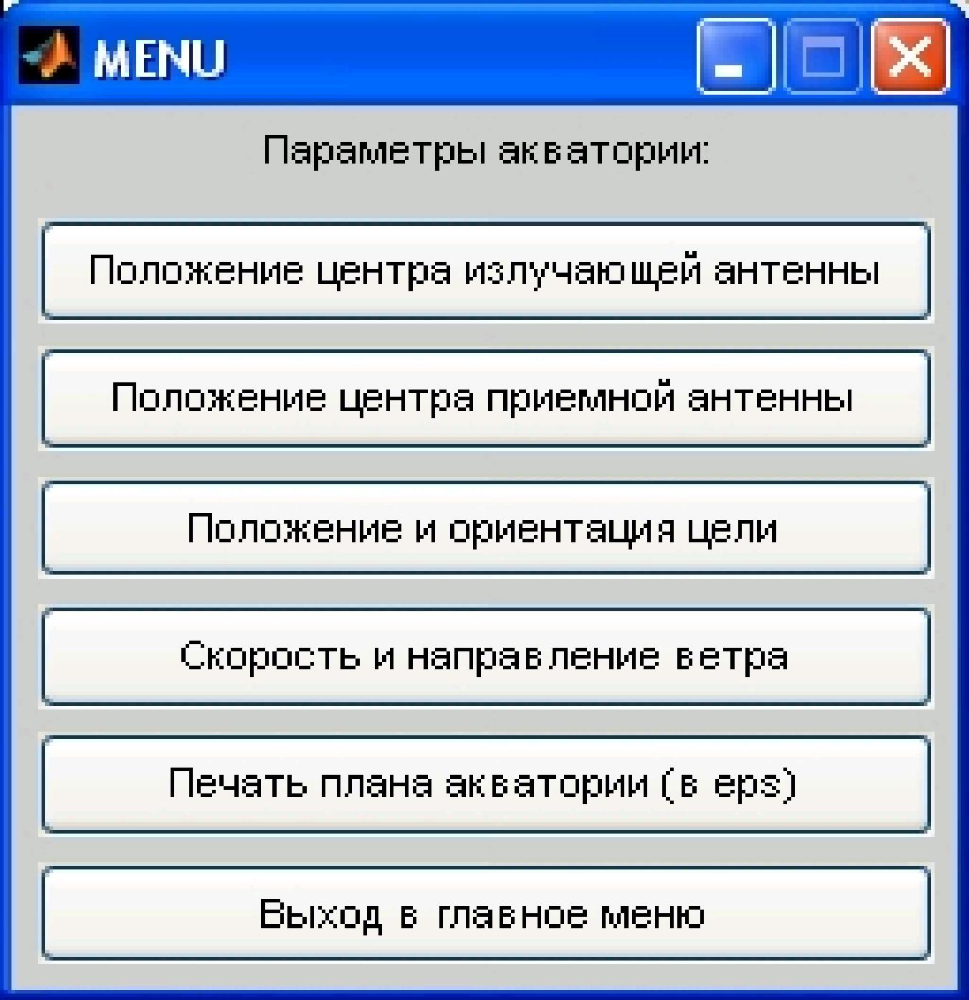 MENU
Параметры акватории:
Положение центра излучающей антенны
Положение центра приемной антенны
Положение и ориентация цели
Скорость и направление ветра
Печать плана акватории (в eps)
Выход в главное меню